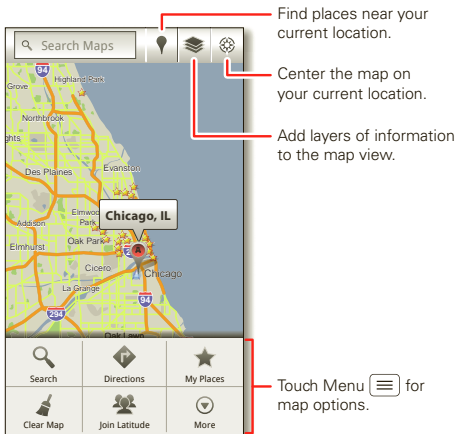 Find places near your
current location.
Search Maps
Center the map on
your current location.
Add layers of information
to the map view.
94
Highland Park
Grove
Northbrook
ghts
Des Plaines
Evanston
Chicago, IL
Elmwood
Park
Addison
Oak Park
Elmhurst
A
Cicero
Chicago
La Grange
94
294
Oak Lawn
Search
Directions
My Places
Clear Map
Join Latitude
More
Touch Menu for
map options.